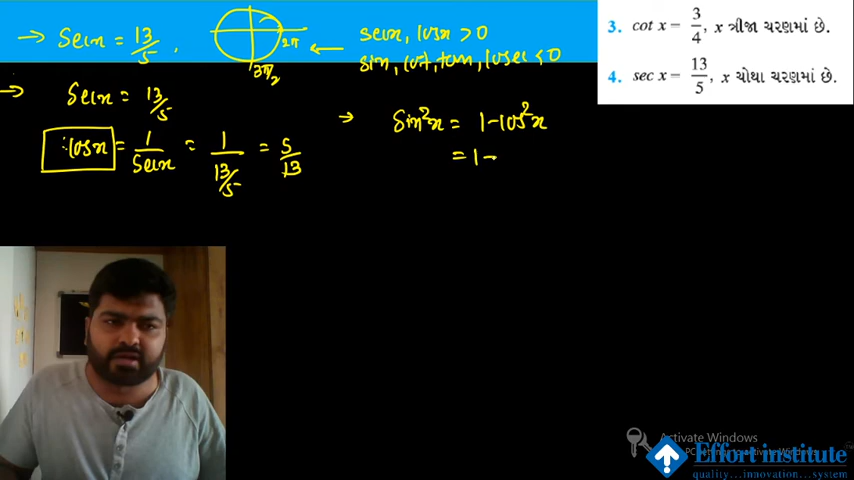 → Secx = 13/5 .
2π
3π/2
← secx, cosx > 0
sin, cot, tan, cosec < 0
3. cot x = 3/4, x ત્રીજા ચરણમાં છે.
4. sec x = 13/5, x ચોથા ચરણમાં છે.
→ Secx = 13/5
∴ cosx = 1/Secx = 1/(13/5) = 5/13
→ Sin²x = 1-cos²x
= 1-
Activate Windows
Effort institute
quality...innovation...system